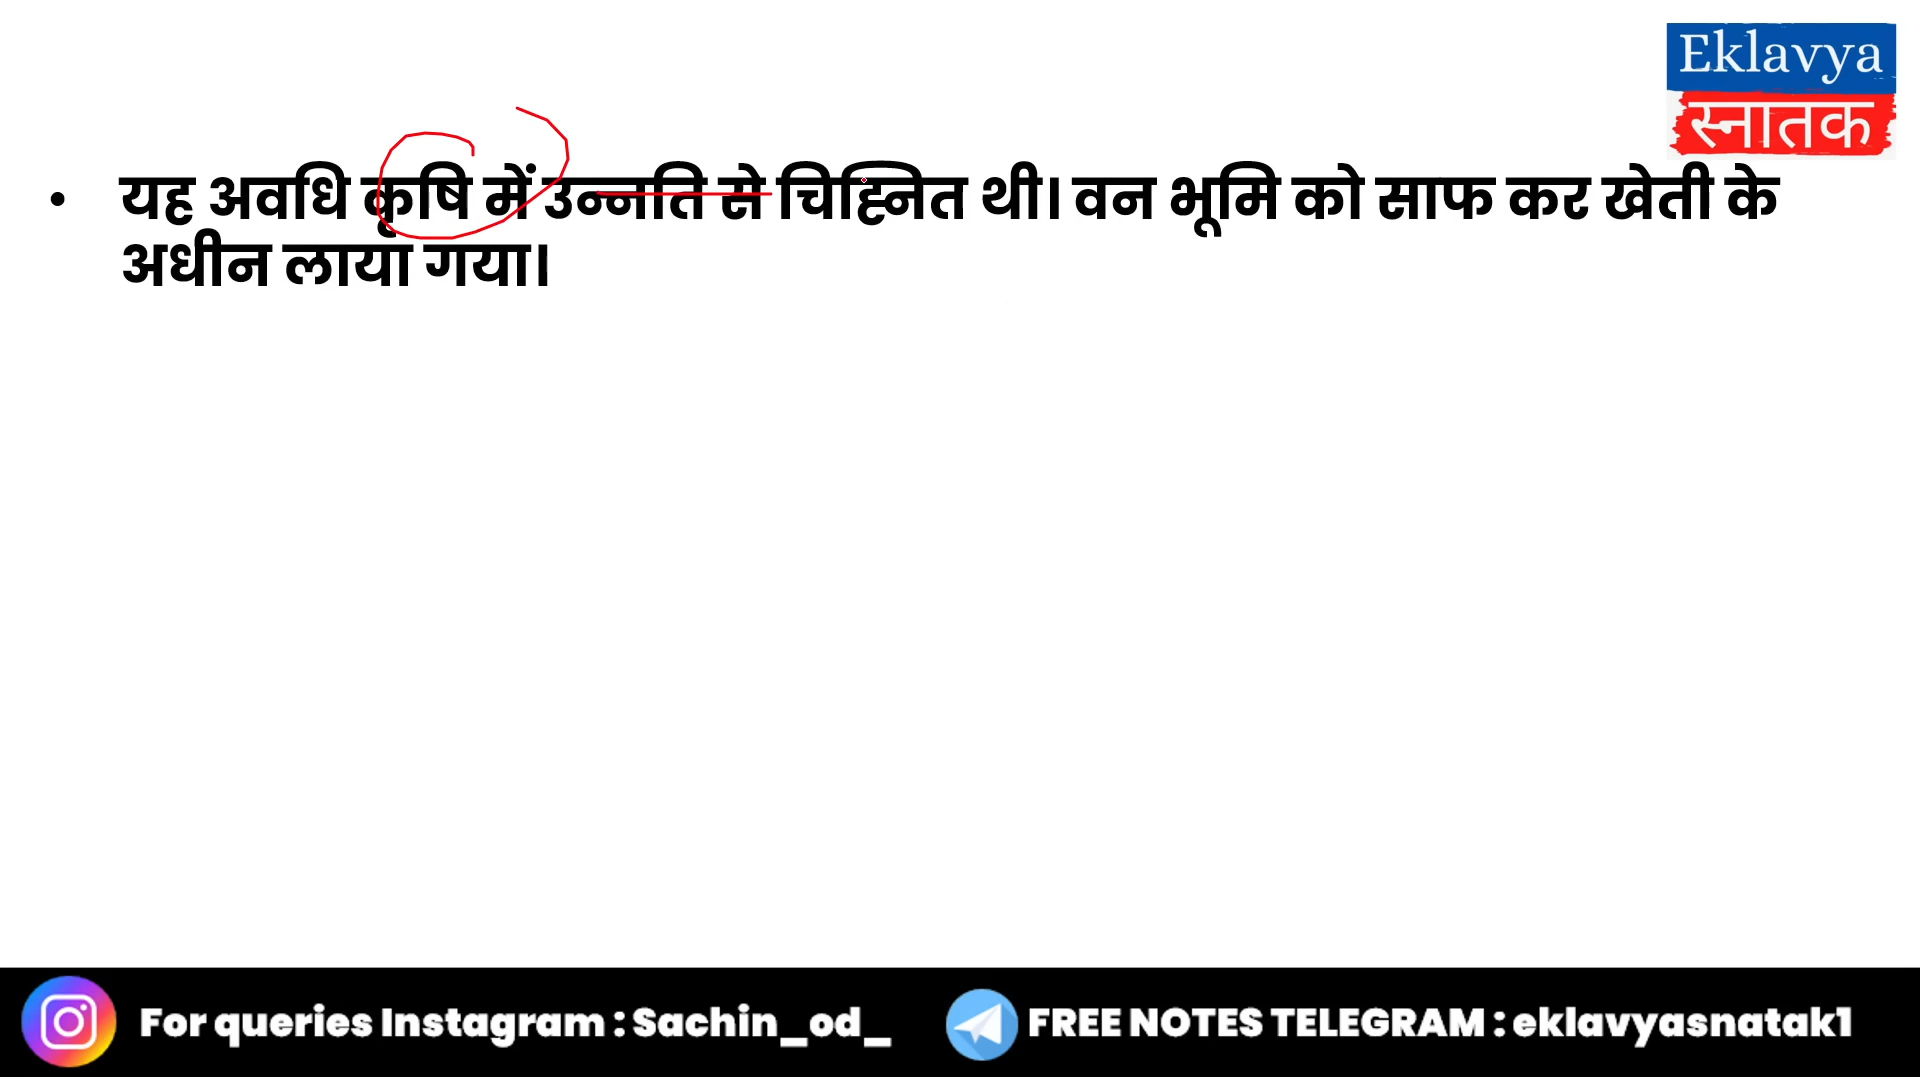 Eklavya
स्नातक
• यह अवधि कृषि में उन्नति से चिह्नित थी। वन भूमि को साफ कर खेती के
अधीन लाया गया।
For queries Instagram : Sachin_od_ FREE NOTES TELEGRAM : eklavyasnatak1